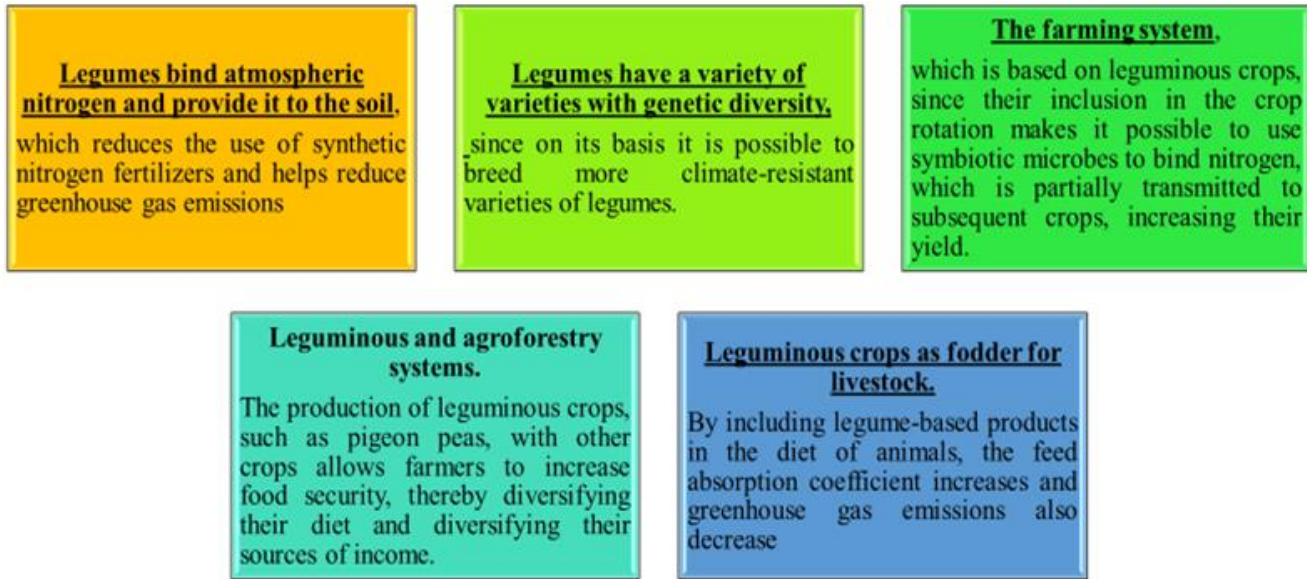 Legumes bind atmospheric
nitrogen and provide it to the soil,
which reduces the use of synthetic
nitrogen fertilizers and helps reduce
greenhouse gas emissions
Legumes have a variety of
varieties with genetic diversity,
since on its basis it is possible to
breed more climate-resistant
varieties of legumes.
The farming system,
which is based on leguminous crops,
since their inclusion in the crop
rotation makes it possible to use
symbiotic microbes to bind nitrogen,
which is partially transmitted to
subsequent crops, increasing their
yield.
Leguminous and agroforestry
systems.
The production of leguminous crops,
such as pigeon peas, with other
crops allows farmers to increase
food security, thereby diversifying
their diet and diversifying their
sources of income.
Leguminous crops as fodder for
livestock.
By including legume-based products
in the diet of animals, the feed
absorption coefficient increases and
greenhouse gas emissions also
decrease